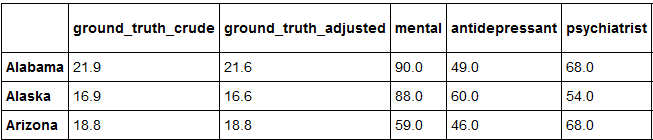 ground_truth_crude ground_truth_adjusted mental antidepressant psychiatrist
Alabama 21.9 21.6 90.0 49.0 68.0
Alaska 16.9 16.6 88.0 60.0 54.0
Arizona 18.8 18.8 59.0 46.0 68.0